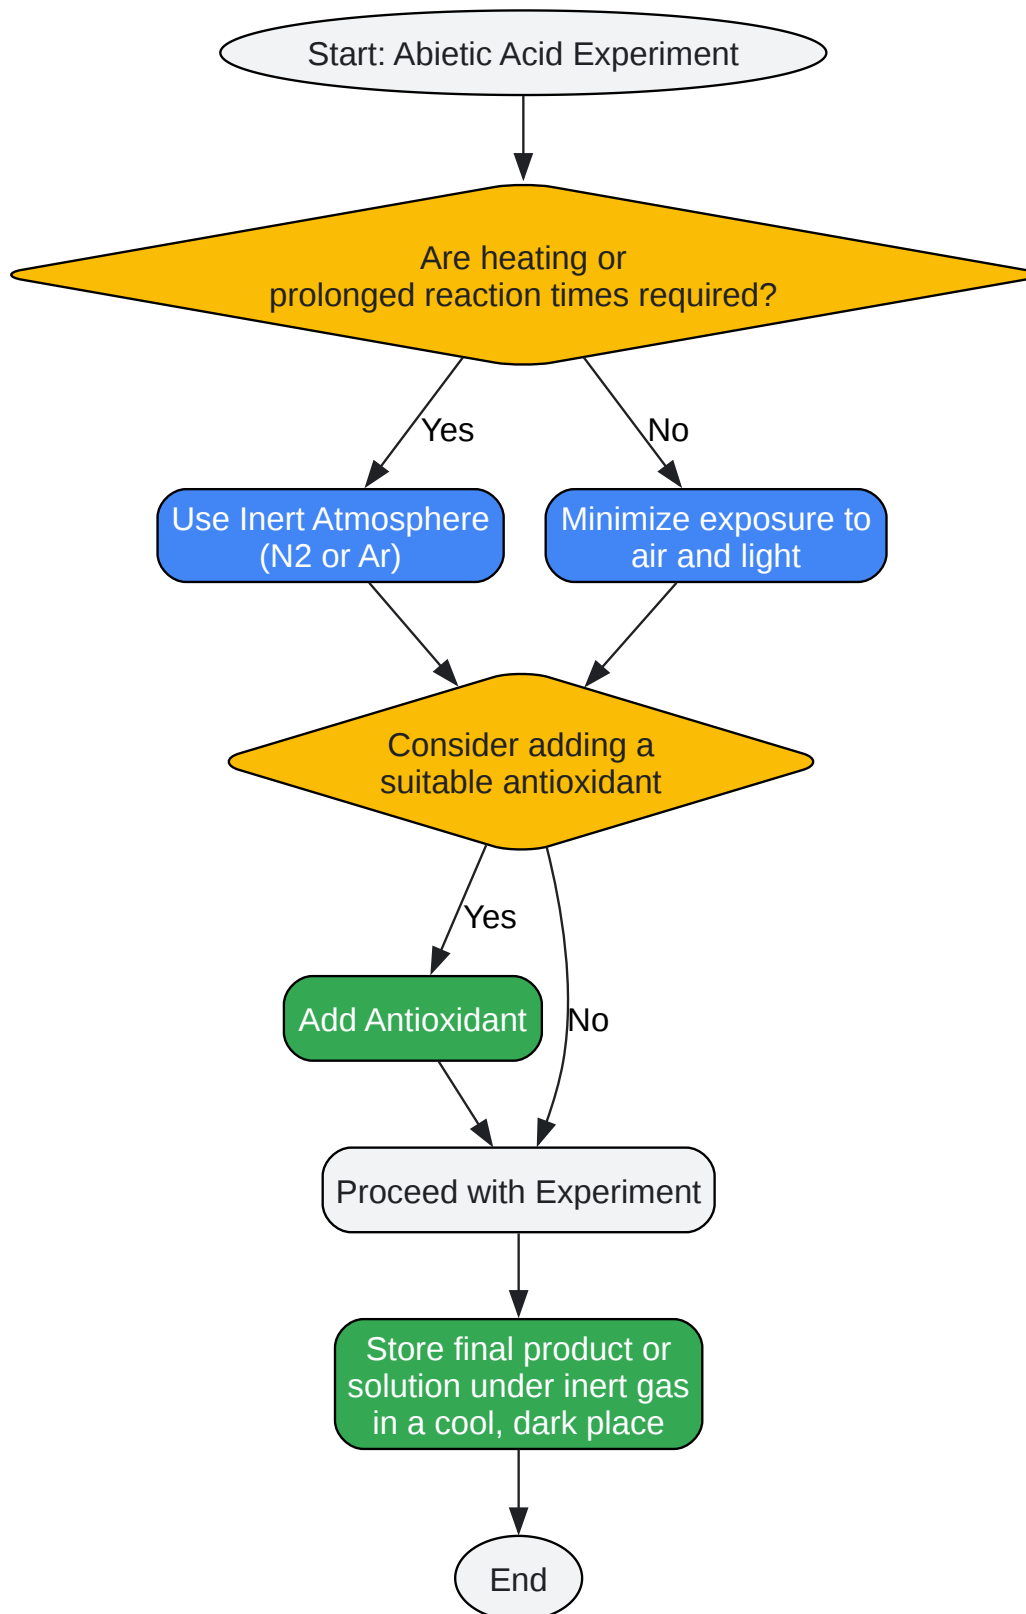 Start: Abietic Acid Experiment
Are heating or
prolonged reaction times required?
Yes
No
Use Inert Atmosphere
(N2 or Ar)
Minimize exposure to
air and light
Consider adding a
suitable antioxidant
Yes
Add Antioxidant
No
Proceed with Experiment
Store final product or
solution under inert gas
in a cool, dark place
End